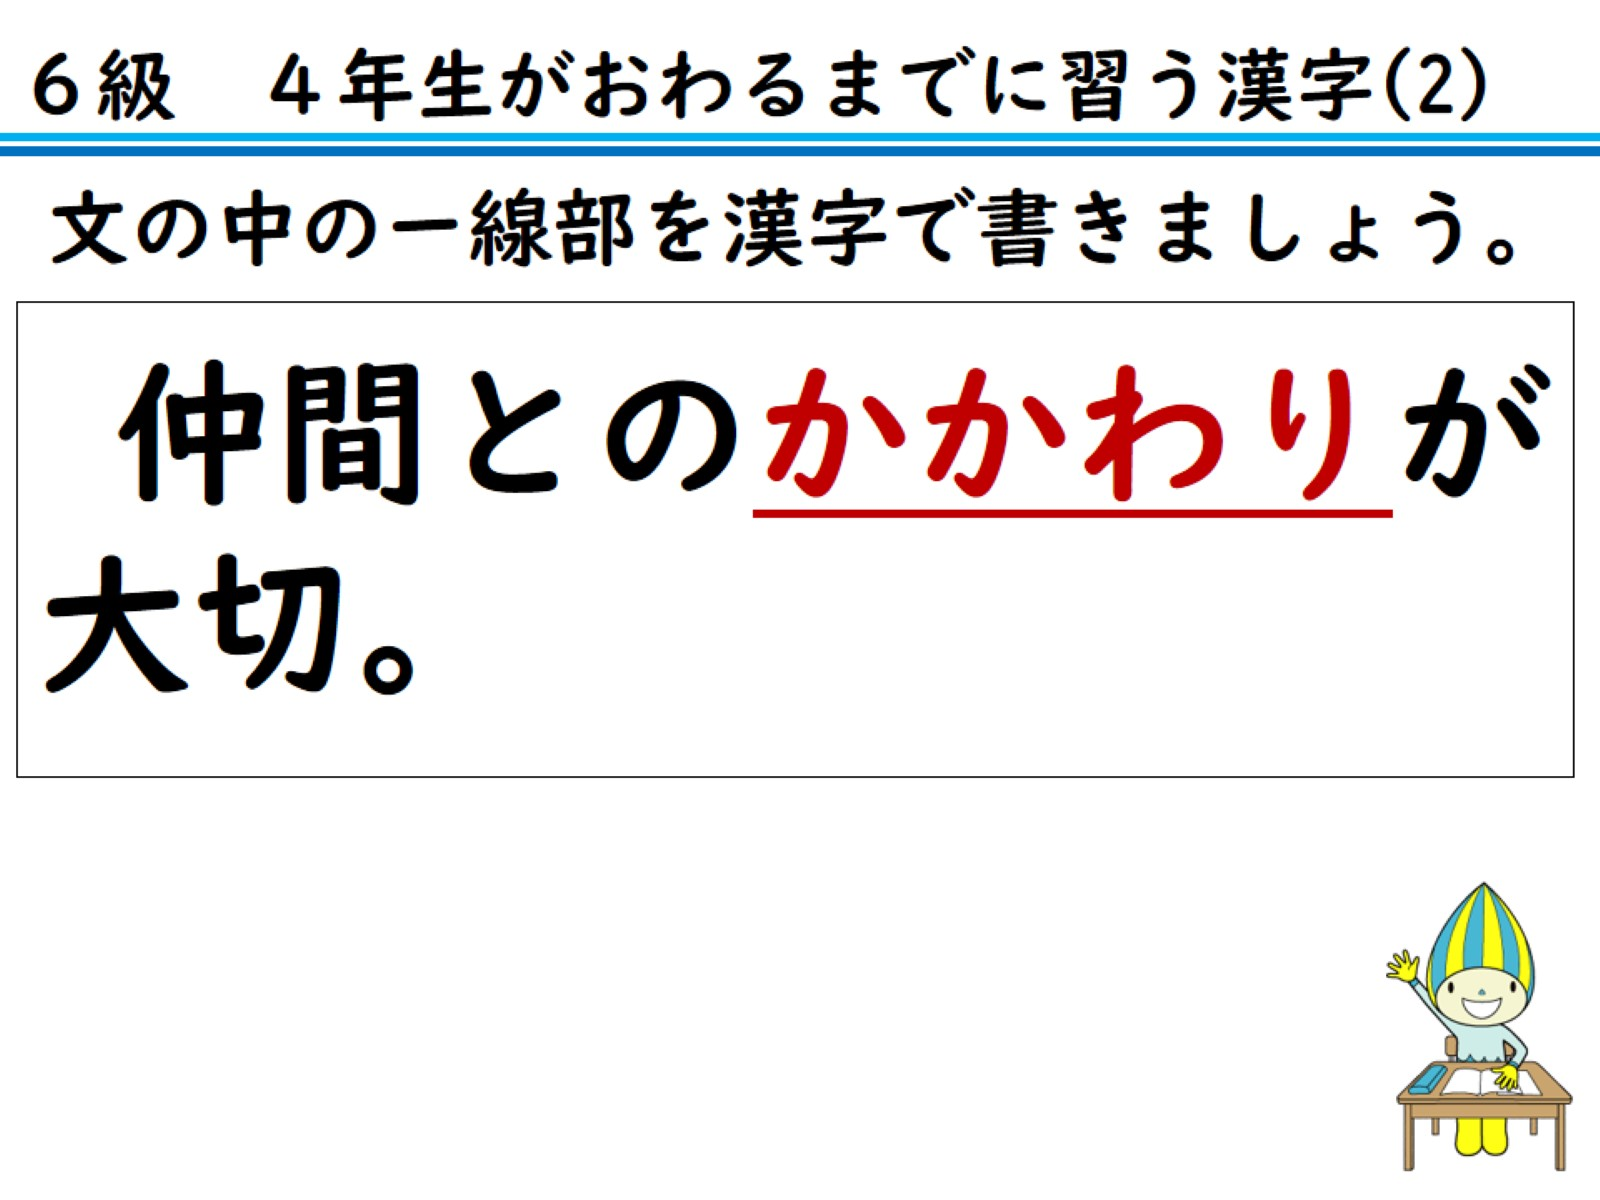 ６級　４年生がおわるまでに習う漢字(2)
文の中の一線部を漢字で書きましょう。
仲間とのかかわりが
大切。